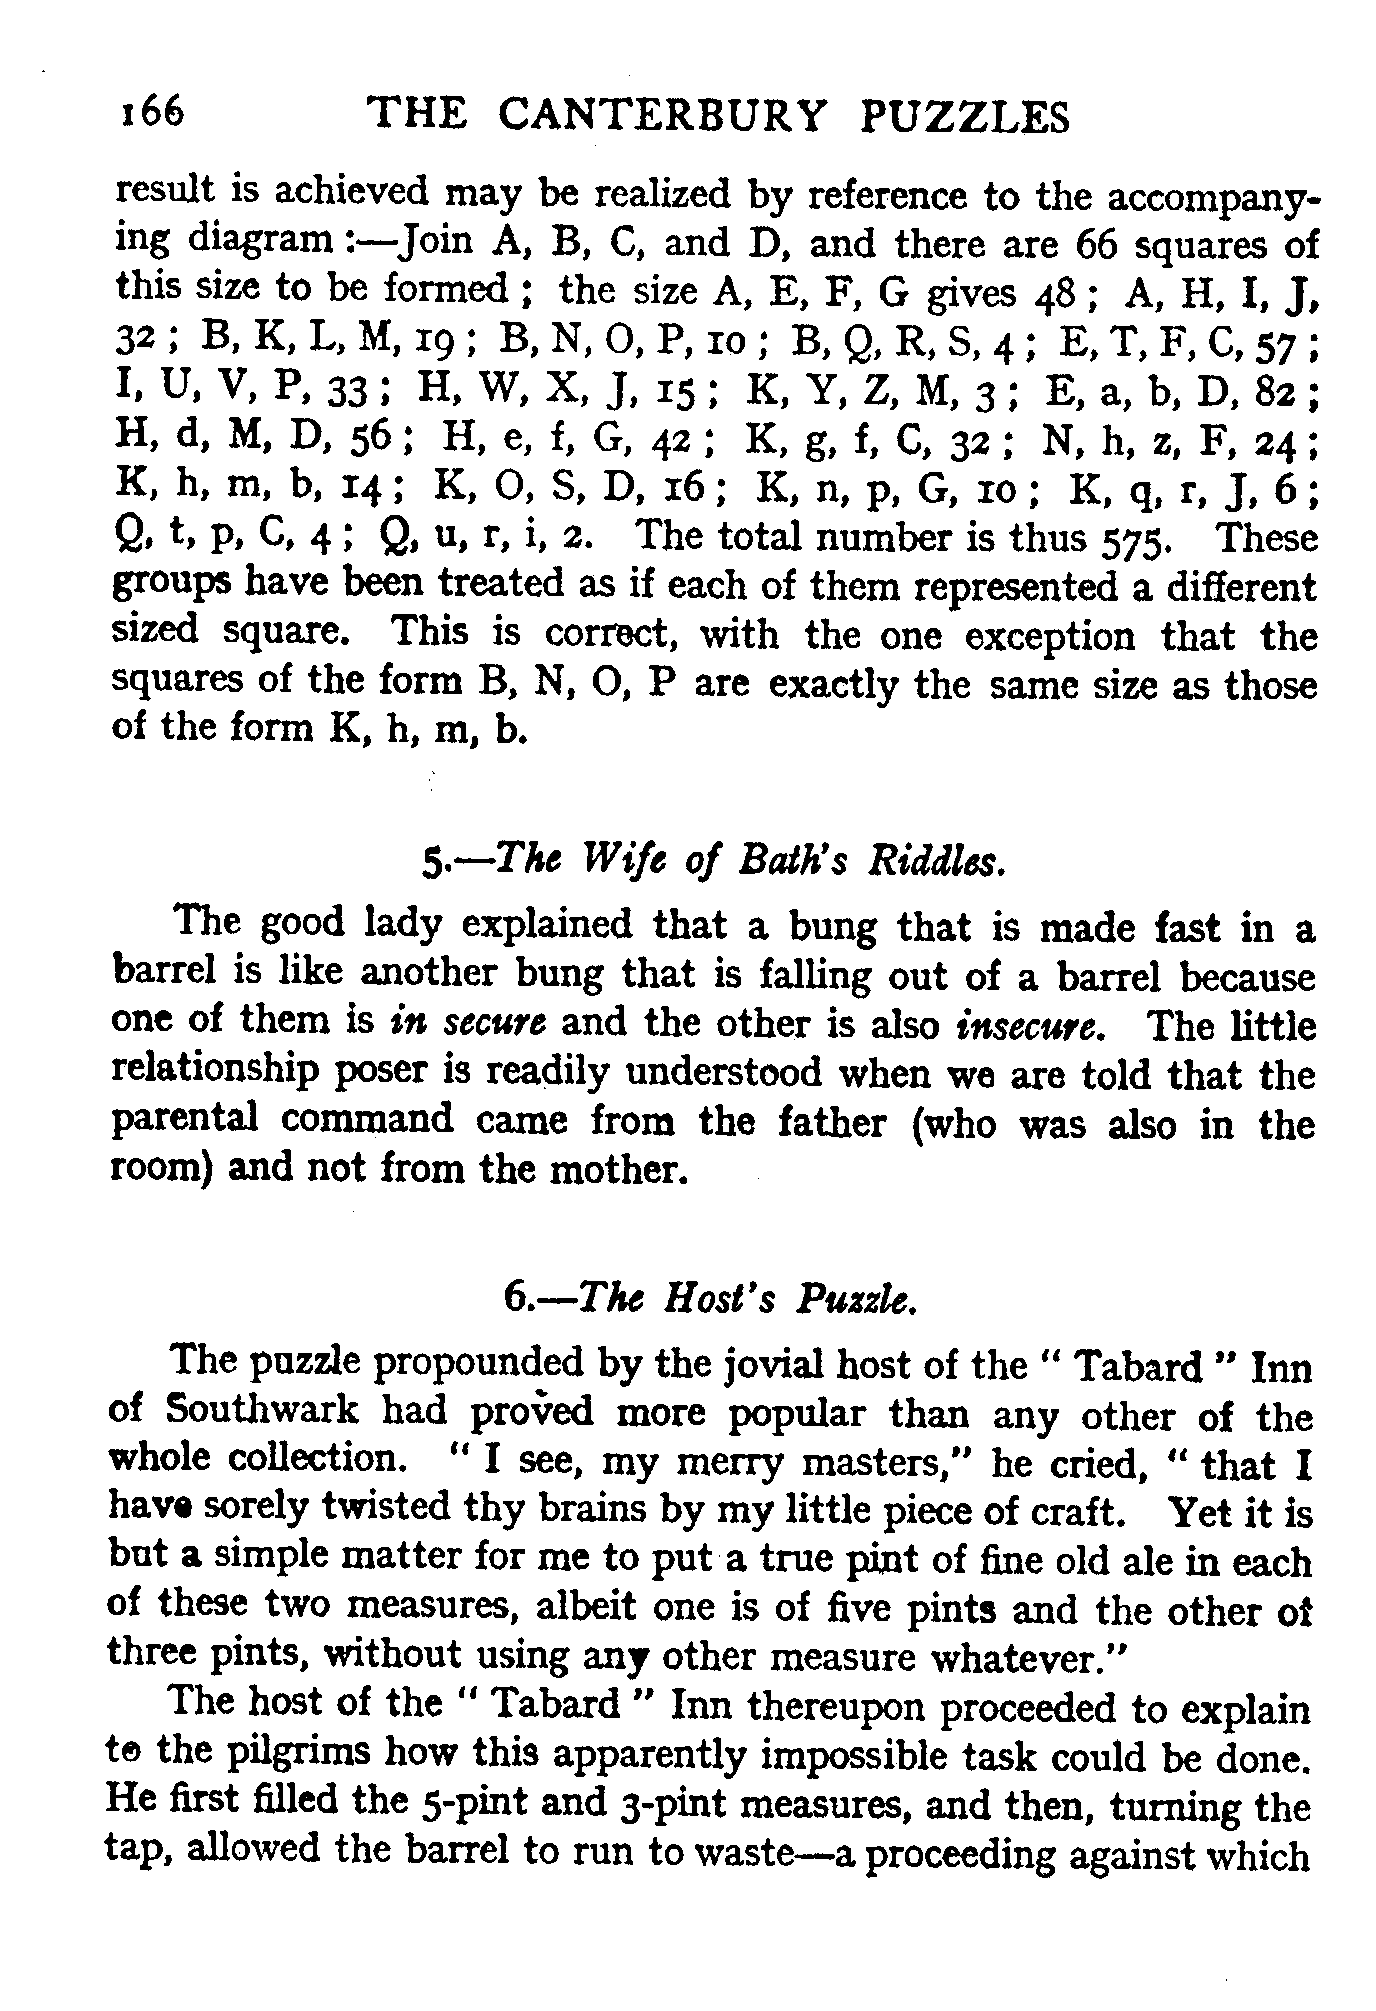 166 THE CANTERBURY PUZZLES
result is achieved may be realized by reference to the accompany-
ing diagram :—Join A, B, C, and D, and there are 66 squares of
this size to be formed ; the size A, E, F, G gives 48 ; A, H, I, J,
32 ; B, K, L, M, 19 ; B, N, O, P, 10 ; B, Q, R, S, 4 ; E, T, F, C, 57 ;
I, U, V, P, 33 ; H, W, X, J, 15 ; K, Y, Z, M, 3 ; E, a, b, D, 82 ;
H, d, M, D, 56 ; H, e, f, G, 42 ; K, g, f, C, 32 ; N, h, z, F, 24 ;
K, h, m, b, 14 ; K, O, S, D, 16 ; K, n, p, G, 10 ; K, q, r, J, 6 ;
Q, t, p, C, 4 ; Q, u, r, i, 2. The total number is thus 575. These
groups have been treated as if each of them represented a different
sized square. This is correct, with the one exception that the
squares of the form B, N, O, P are exactly the same size as those
of the form K, h, m, b.
5.—The Wife of Bath's Riddles.
The good lady explained that a bung that is made fast in a
barrel is like another bung that is falling out of a barrel because
one of them is in secure and the other is also insecure. The little
relationship poser is readily understood when we are told that the
parental command came from the father (who was also in the
room) and not from the mother.
6.—The Host's Puzzle.
The puzzle propounded by the jovial host of the " Tabard " Inn
of Southwark had proved more popular than any other of the
whole collection. " I see, my merry masters," he cried, " that I
have sorely twisted thy brains by my little piece of craft. Yet it is
but a simple matter for me to put a true pint of fine old ale in each
of these two measures, albeit one is of five pints and the other of
three pints, without using any other measure whatever."
The host of the " Tabard " Inn thereupon proceeded to explain
to the pilgrims how this apparently impossible task could be done.
He first filled the 5-pint and 3-pint measures, and then, turning the
tap, allowed the barrel to run to waste—a proceeding against which